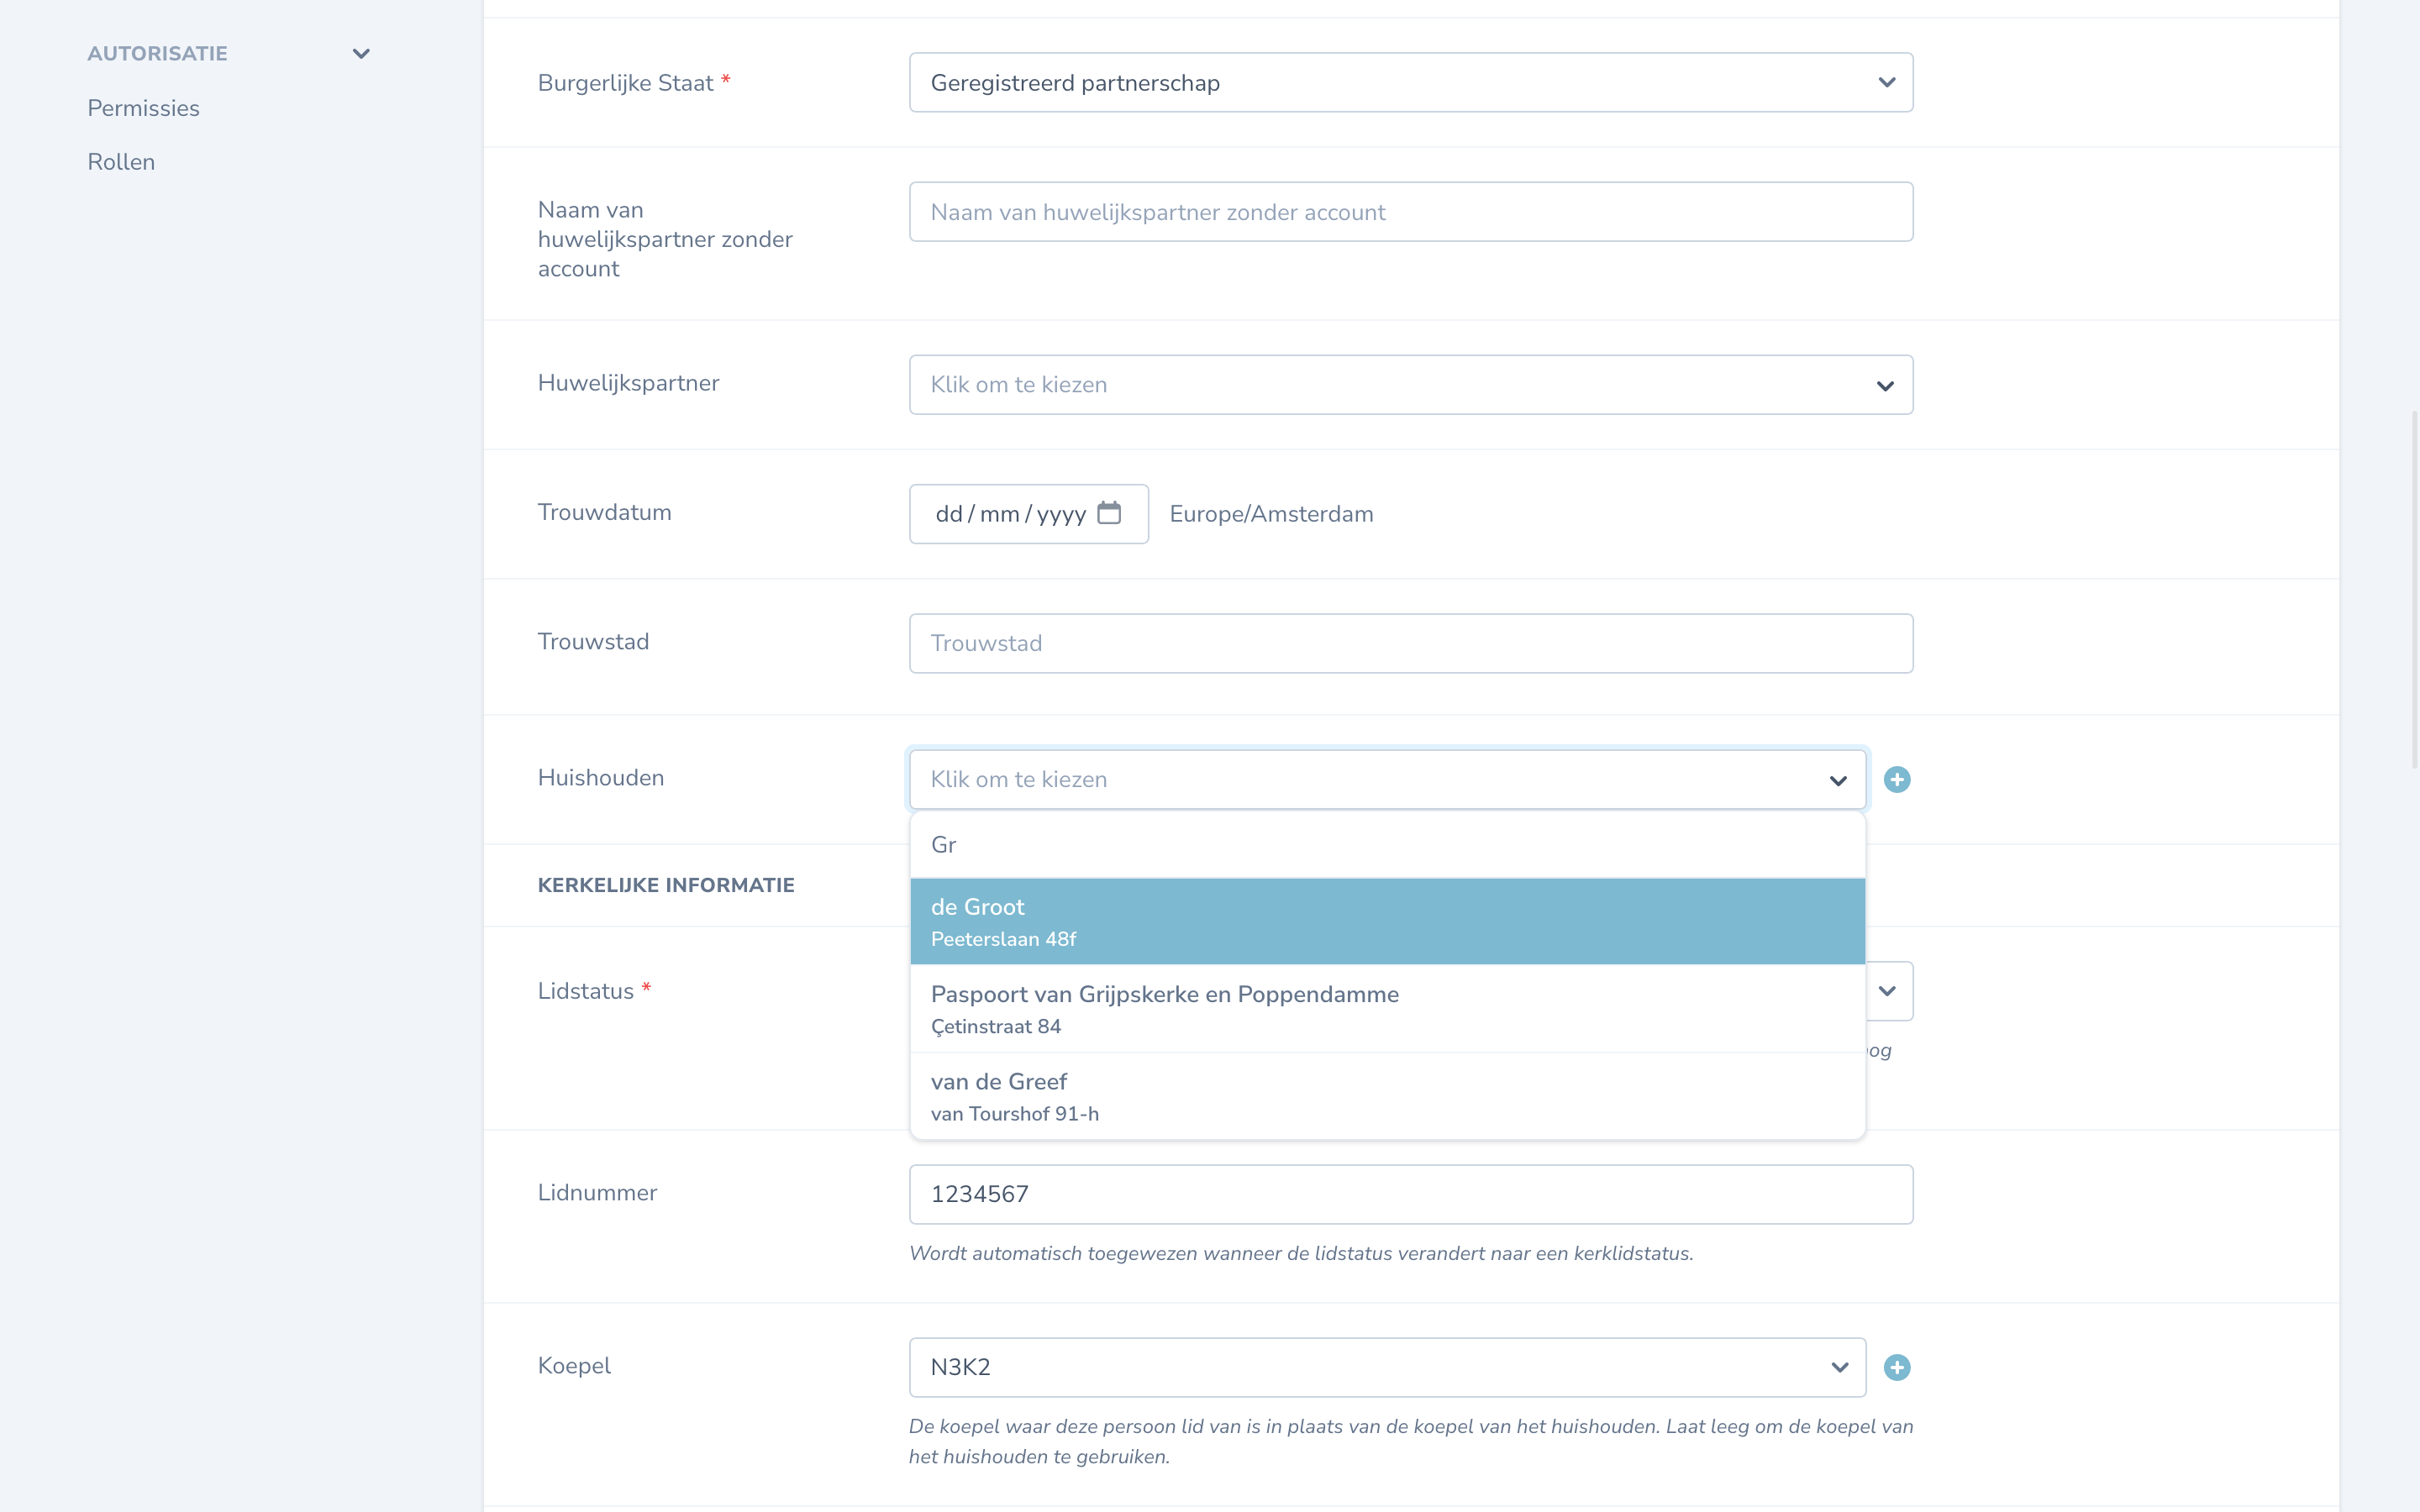 AUTORISATIE
Permissies
Rollen
Burgerlijke Staat *
Geregistreerd partnerschap
Naam van
huwelijkspartner zonder
account
Naam van huwelijkspartner zonder account
Huwelijkspartner
Klik om te kiezen
Trouwdatum
dd / mm / yyyy
Europe/Amsterdam
Trouwstad
Trouwstad
Huishouden
Klik om te kiezen
Gr
de Groot
Peeterslaan 48f
Paspoort van Grijpskerke en Poppendamme
Çetinstraat 84
van de Greef
van Tourshof 91-h
KERKELIJKE INFORMATIE
Lidstatus *
Lidnummer
1234567
Wordt automatisch toegewezen wanneer de lidstatus verandert naar een kerklidstatus.
Koepel
N3K2
De koepel waar deze persoon lid van is in plaats van de koepel van het huishouden. Laat leeg om de koepel van
het huishouden te gebruiken.